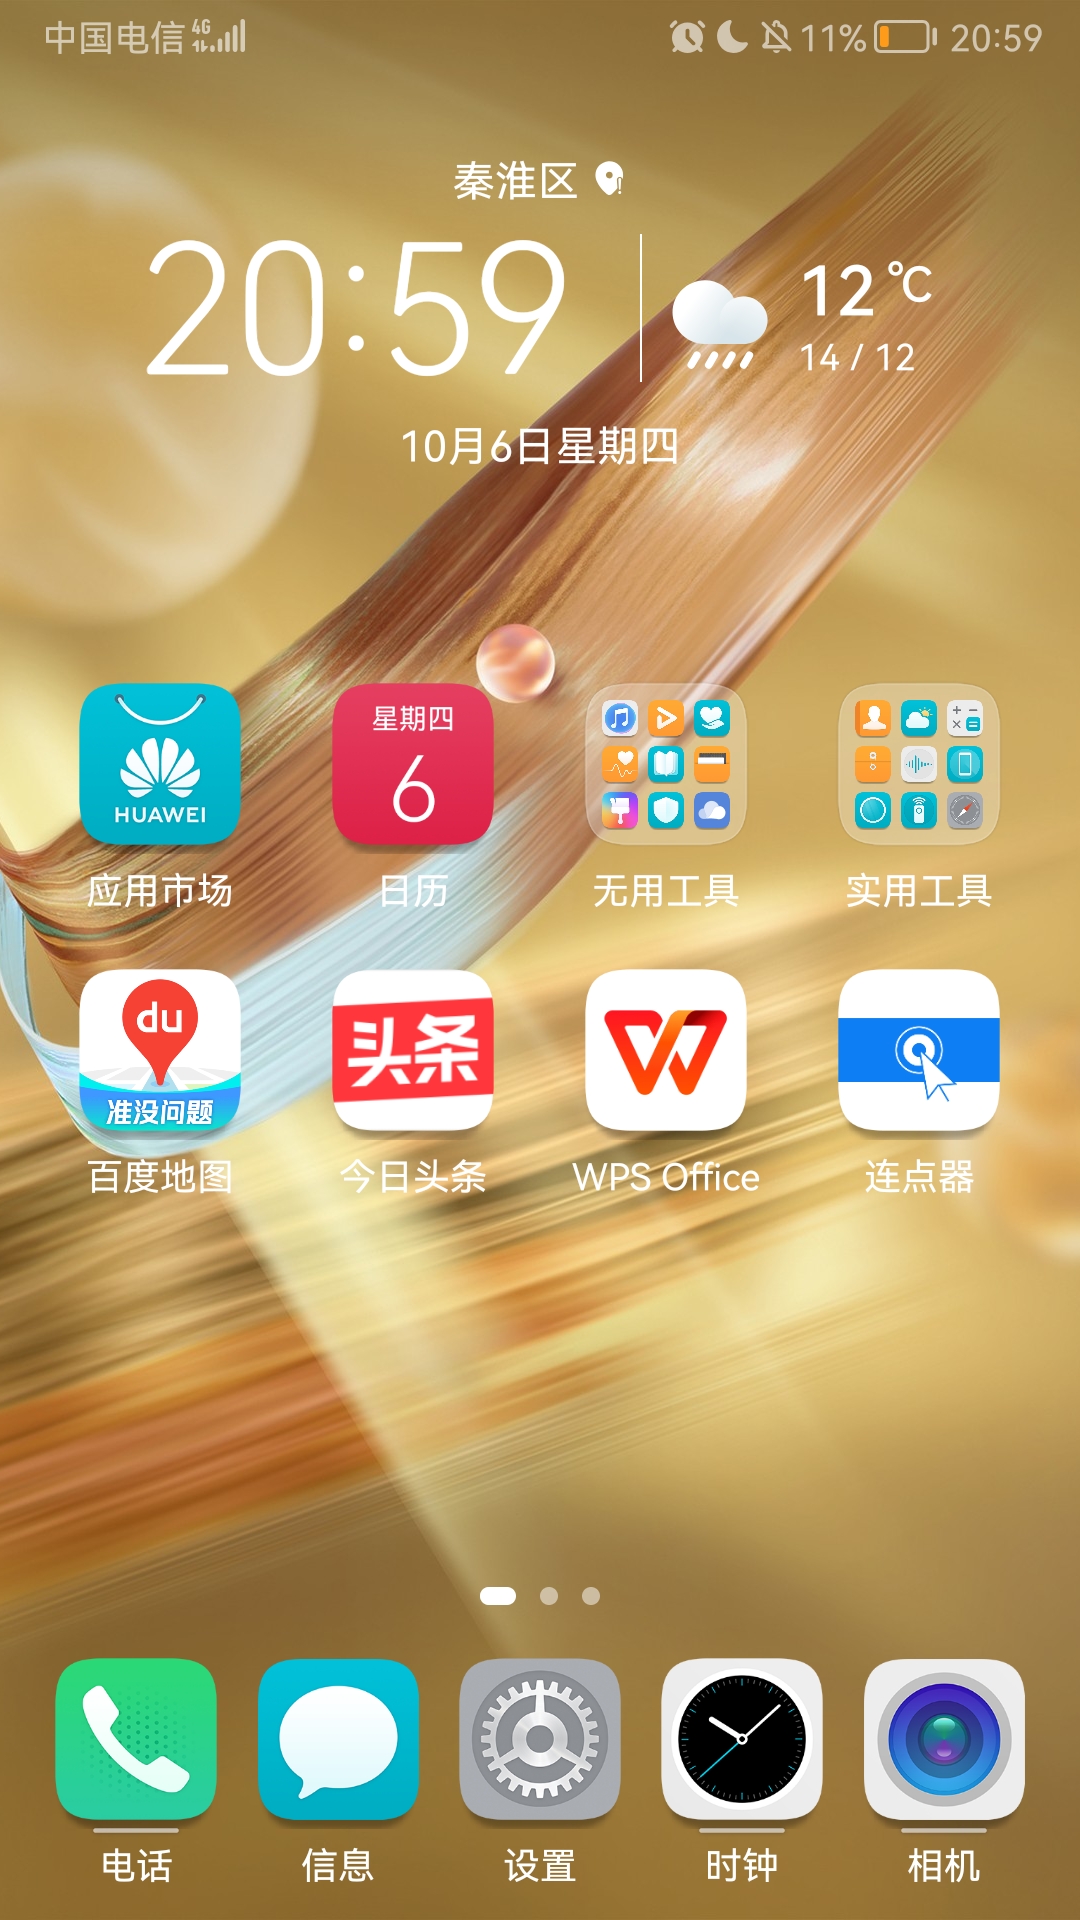 中国电信 4G 11% 20:59
秦淮区
20:59
12℃
14 / 12
10月6日星期四
HUAWEI
星期四
6
应用市场 日历 无用工具 实用工具
du
准没问题
头条
百度地图 今日头条 WPS Office 连点器
电话 信息 设置 时钟 相机